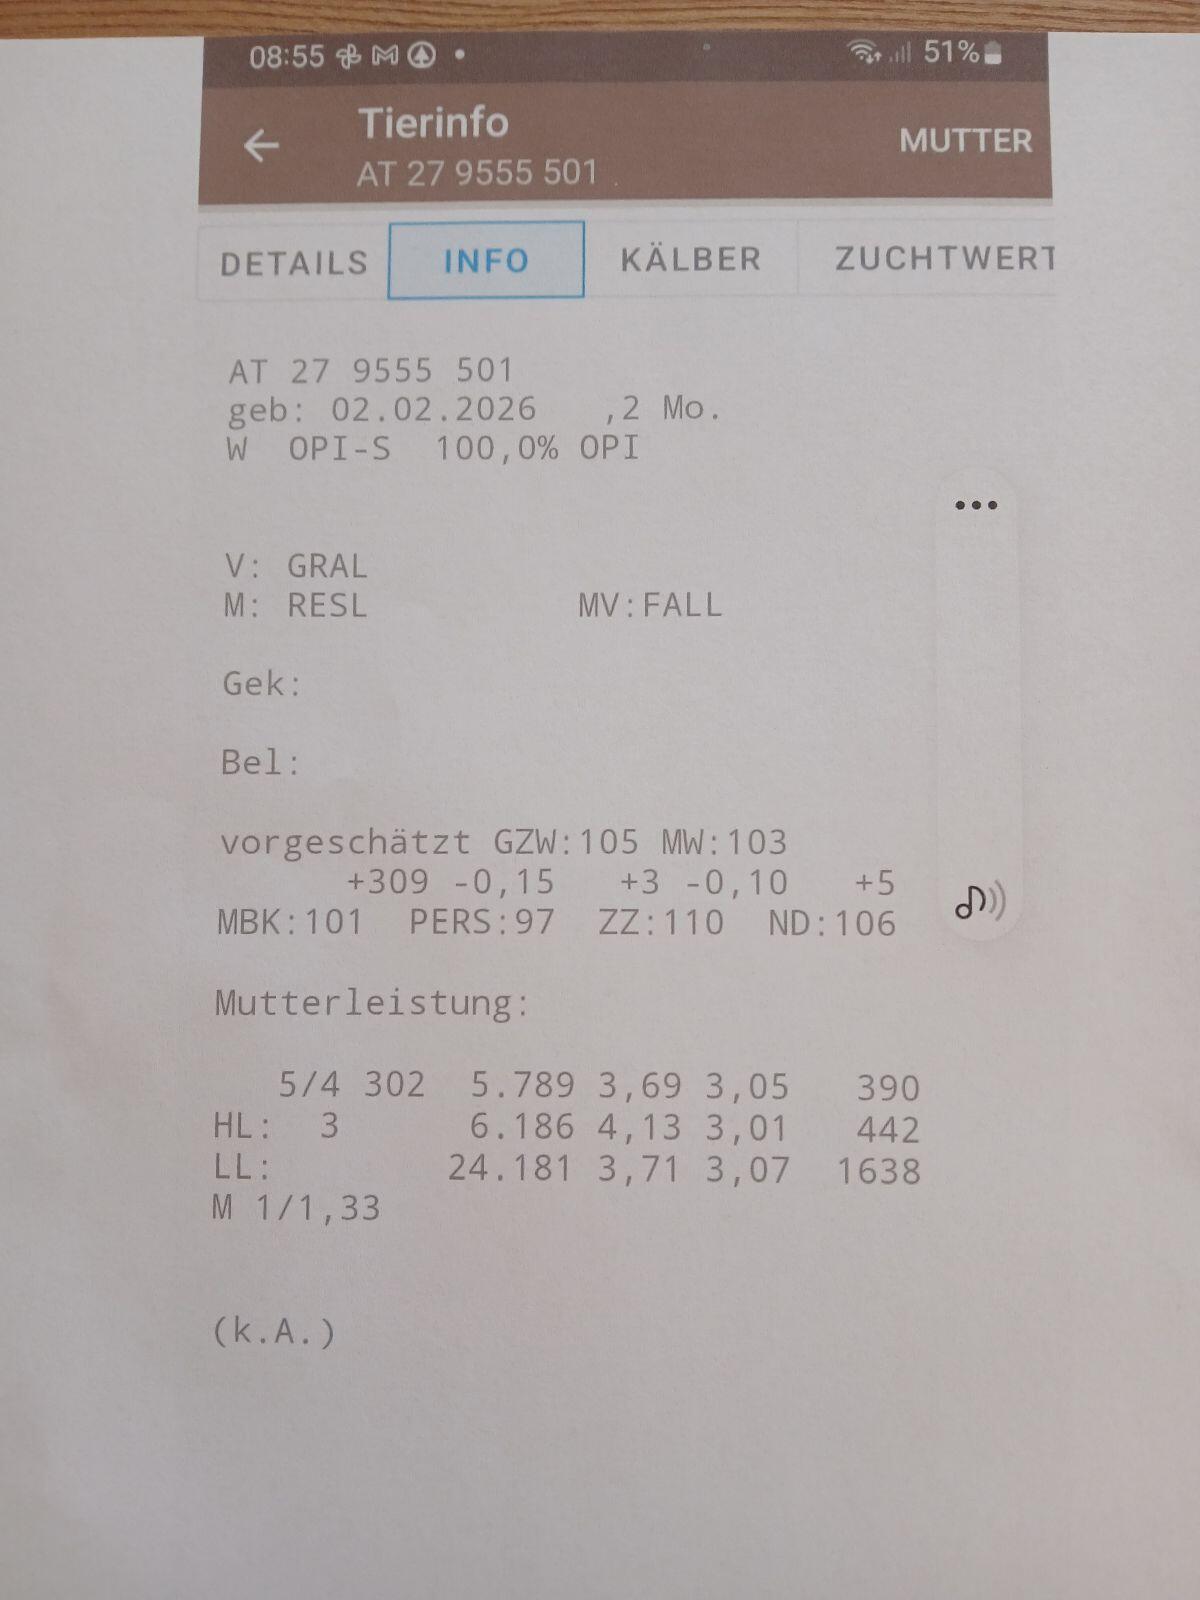 08:55 51%
Tierinfo
AT 27 9555 501
MUTTER
DETAILS INFO KÄLBER ZUCHTWERT
AT 27 9555 501
geb: 02.02.2026 ,2 Mo.
W OPI-S 100,0% OPI
V: GRAL
M: RESL MV:FALL
Gek:
Bel:
vorgeschätzt GZW:105 MW:103
+309 -0,15 +3 -0,10 +5
MBK:101 PERS:97 ZZ:110 ND:106
Mutterleistung:
5/4 302 5.789 3,69 3,05 390
HL: 3 6.186 4,13 3,01 442
LL: 24.181 3,71 3,07 1638
M 1/1,33
(k.A.)